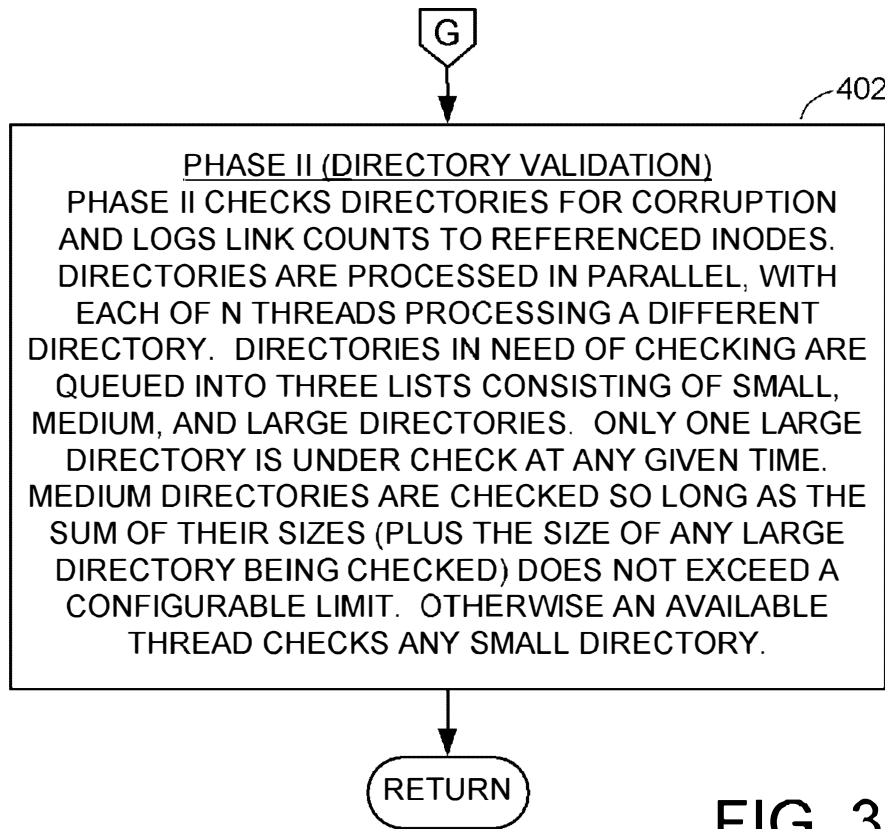 G
402
PHASE II (DIRECTORY VALIDATION)
PHASE II CHECKS DIRECTORIES FOR CORRUPTION
AND LOGS LINK COUNTS TO REFERENCED INODES.
DIRECTORIES ARE PROCESSED IN PARALLEL, WITH
EACH OF N THREADS PROCESSING A DIFFERENT
DIRECTORY. DIRECTORIES IN NEED OF CHECKING ARE
QUEUED INTO THREE LISTS CONSISTING OF SMALL,
MEDIUM, AND LARGE DIRECTORIES. ONLY ONE LARGE
DIRECTORY IS UNDER CHECK AT ANY GIVEN TIME.
MEDIUM DIRECTORIES ARE CHECKED SO LONG AS THE
SUM OF THEIR SIZES (PLUS THE SIZE OF ANY LARGE
DIRECTORY BEING CHECKED) DOES NOT EXCEED A
CONFIGURABLE LIMIT. OTHERWISE AN AVAILABLE
THREAD CHECKS ANY SMALL DIRECTORY.
RETURN
FIG. 3